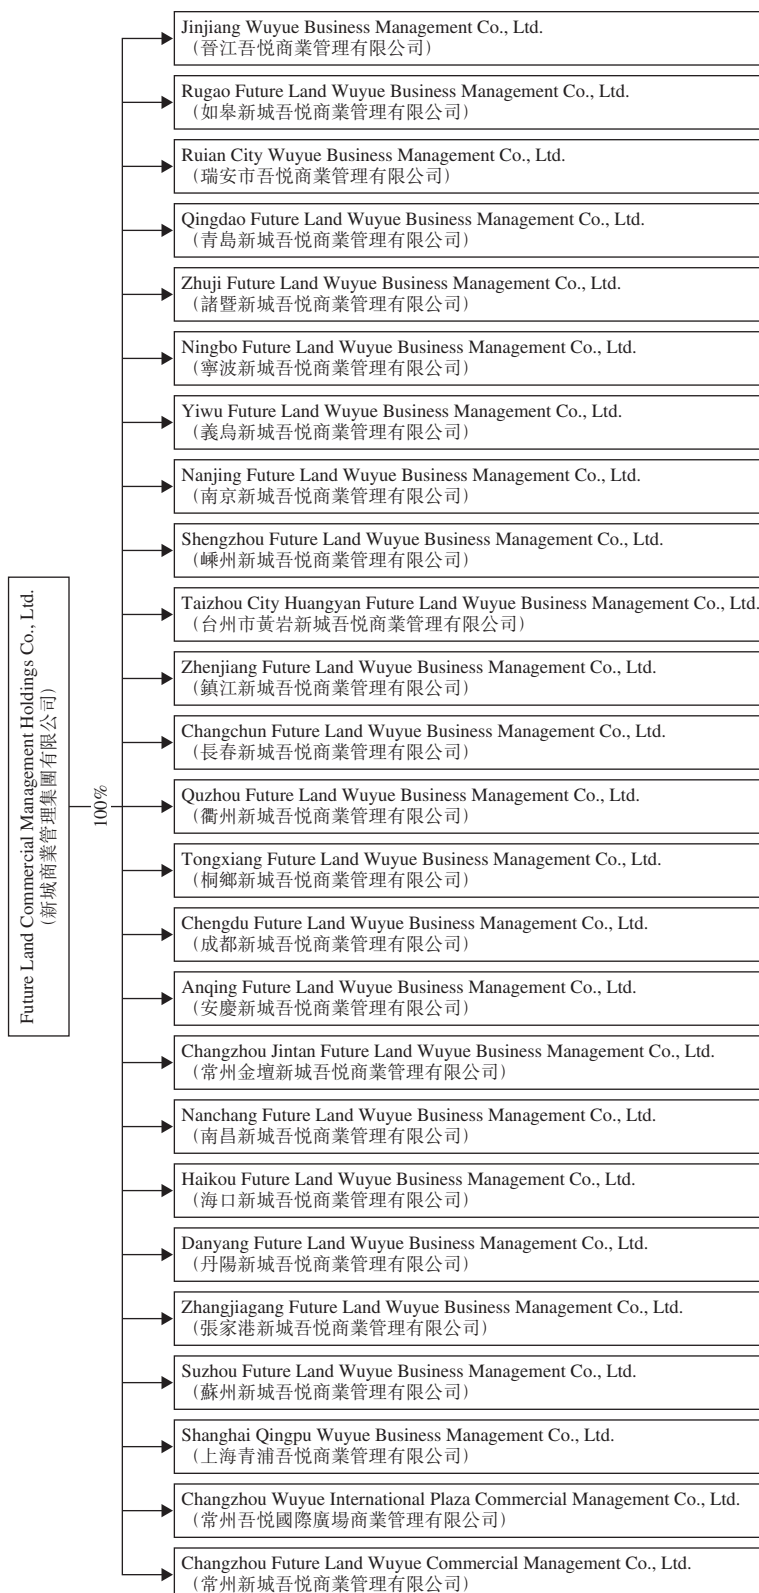 Future Land Commercial Management Holdings Co., Ltd.
(新城商業管理集團有限公司)
100%
Jinjiang Wuyue Business Management Co., Ltd.
(晉江吾悅商業管理有限公司)
Rugao Future Land Wuyue Business Management Co., Ltd.
(如皋新城吾悅商業管理有限公司)
Ruian City Wuyue Business Management Co., Ltd.
(瑞安市吾悅商業管理有限公司)
Qingdao Future Land Wuyue Business Management Co., Ltd.
(青島新城吾悅商業管理有限公司)
Zhuji Future Land Wuyue Business Management Co., Ltd.
(諸暨新城吾悅商業管理有限公司)
Ningbo Future Land Wuyue Business Management Co., Ltd.
(寧波新城吾悅商業管理有限公司)
Yiwu Future Land Wuyue Business Management Co., Ltd.
(義烏新城吾悅商業管理有限公司)
Nanjing Future Land Wuyue Business Management Co., Ltd.
(南京新城吾悅商業管理有限公司)
Shengzhou Future Land Wuyue Business Management Co., Ltd.
(嵊州新城吾悅商業管理有限公司)
Taizhou City Huangyan Future Land Wuyue Business Management Co., Ltd.
(台州市黃岩新城吾悅商業管理有限公司)
Zhenjiang Future Land Wuyue Business Management Co., Ltd.
(鎮江新城吾悅商業管理有限公司)
Changchun Future Land Wuyue Business Management Co., Ltd.
(長春新城吾悅商業管理有限公司)
Quzhou Future Land Wuyue Business Management Co., Ltd.
(衢州新城吾悅商業管理有限公司)
Tongxiang Future Land Wuyue Business Management Co., Ltd.
(桐鄉新城吾悅商業管理有限公司)
Chengdu Future Land Wuyue Business Management Co., Ltd.
(成都新城吾悅商業管理有限公司)
Anqing Future Land Wuyue Business Management Co., Ltd.
(安慶新城吾悅商業管理有限公司)
Changzhou Jintan Future Land Wuyue Business Management Co., Ltd.
(常州金壇新城吾悅商業管理有限公司)
Nanchang Future Land Wuyue Business Management Co., Ltd.
(南昌新城吾悅商業管理有限公司)
Haikou Future Land Wuyue Business Management Co., Ltd.
(海口新城吾悅商業管理有限公司)
Danyang Future Land Wuyue Business Management Co., Ltd.
(丹陽新城吾悅商業管理有限公司)
Zhangjiagang Future Land Wuyue Business Management Co., Ltd.
(張家港新城吾悅商業管理有限公司)
Suzhou Future Land Wuyue Business Management Co., Ltd.
(蘇州新城吾悅商業管理有限公司)
Shanghai Qingpu Wuyue Business Management Co., Ltd.
(上海青浦吾悅商業管理有限公司)
Changzhou Wuyue International Plaza Commercial Management Co., Ltd.
(常州吾悅國際廣場商業管理有限公司)
Changzhou Future Land Wuyue Commercial Management Co., Ltd.
(常州新城吾悅商業管理有限公司)